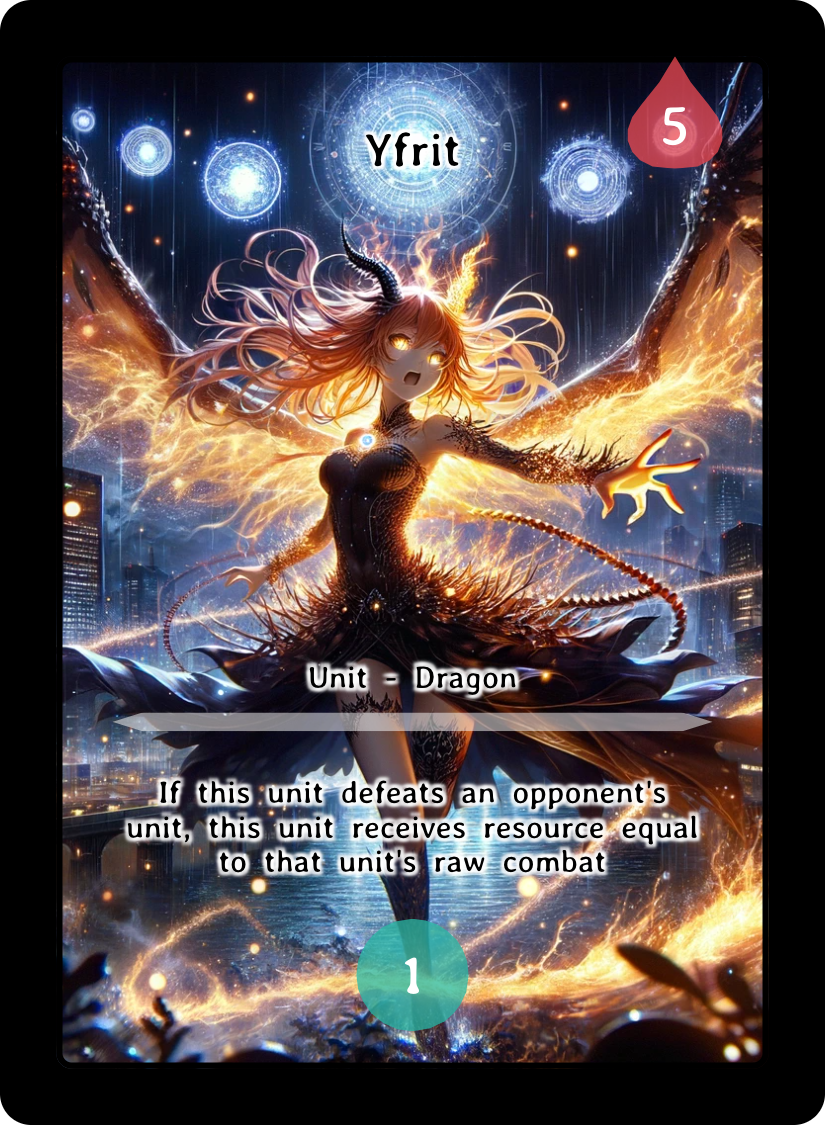 Yfrit
5
Unit - Dragon
If this unit defeats an opponent's
unit, this unit receives resource equal
to that unit's raw combat
1